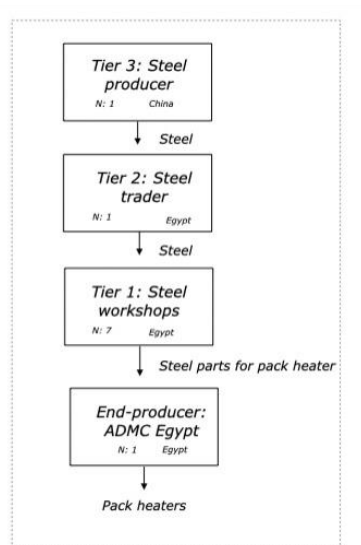 Tier 3: Steel
producer
N: 1 China
Steel
Tier 2: Steel
trader
N: 1 Egypt
Steel
Tier 1: Steel
workshops
N: 7 Egypt
Steel parts for pack heater
End-producer:
ADMC Egypt
N: 1 Egypt
Pack heaters